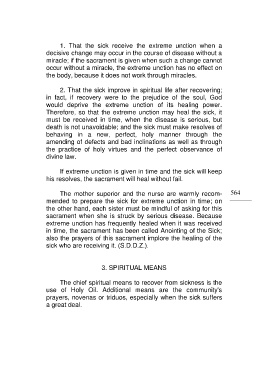 1. That the sick receive the extreme unction when a
decisive change may occur in the course of disease without a
miracle; if the sacrament is given when such a change cannot
occur without a miracle, the extreme unction has no effect on
the body, because it does not work through miracles.
2. That the sick improve in spiritual life after recovering;
in fact, if recovery were to the prejudice of the soul, God
would deprive the extreme unction of its healing power.
Therefore, so that the extreme unction may heal the sick, it
must be received in time, when the disease is serious, but
death is not unavoidable; and the sick must make resolves of
behaving in a new, perfect, holy manner through the
amending of defects and bad inclinations as well as through
the practice of holy virtues and the perfect observance of
divine law.
If extreme unction is given in time and the sick will keep
his resolves, the sacrament will heal without fail.
The mother superior and the nurse are warmly recom-
mended to prepare the sick for extreme unction in time; on
the other hand, each sister must be mindful of asking for this
sacrament when she is struck by serious disease. Because
extreme unction has frequently healed when it was received
in time, the sacrament has been called Anointing of the Sick;
also the prayers of this sacrament implore the healing of the
sick who are receiving it. (S.D.D.Z.).
564
3. SPIRITUAL MEANS
The chief spiritual means to recover from sickness is the
use of Holy Oil. Additional means are the community's
prayers, novenas or triduos, especially when the sick suffers
a great deal.